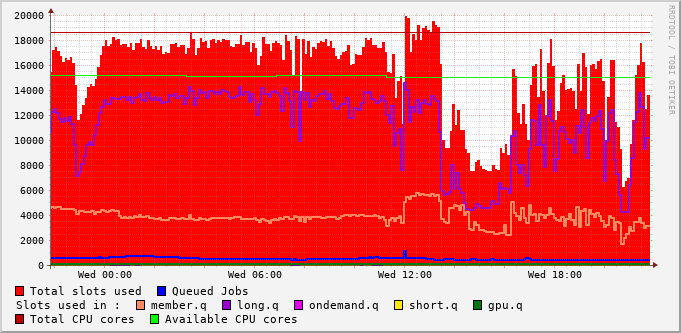 20000
18000
16000
14000
12000
10000
8000
6000
4000
2000
0
Wed 00:00 Wed 06:00 Wed 12:00 Wed 18:00
RRDTOOL / TOBI OETIKER
Total slots used Queued Jobs
Slots used in : member.q long.q ondemand.q short.q gpu.q
Total CPU cores Available CPU cores